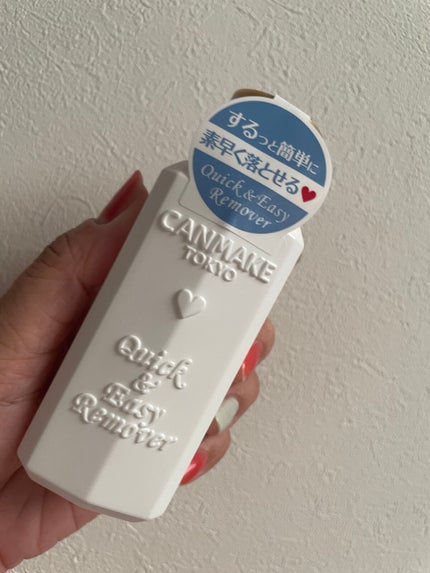 するっと簡単に
素早く落とせる♥
Quick & Easy
Remover
CANMAKE
TOKYO
Quick
&
Easy
Remover